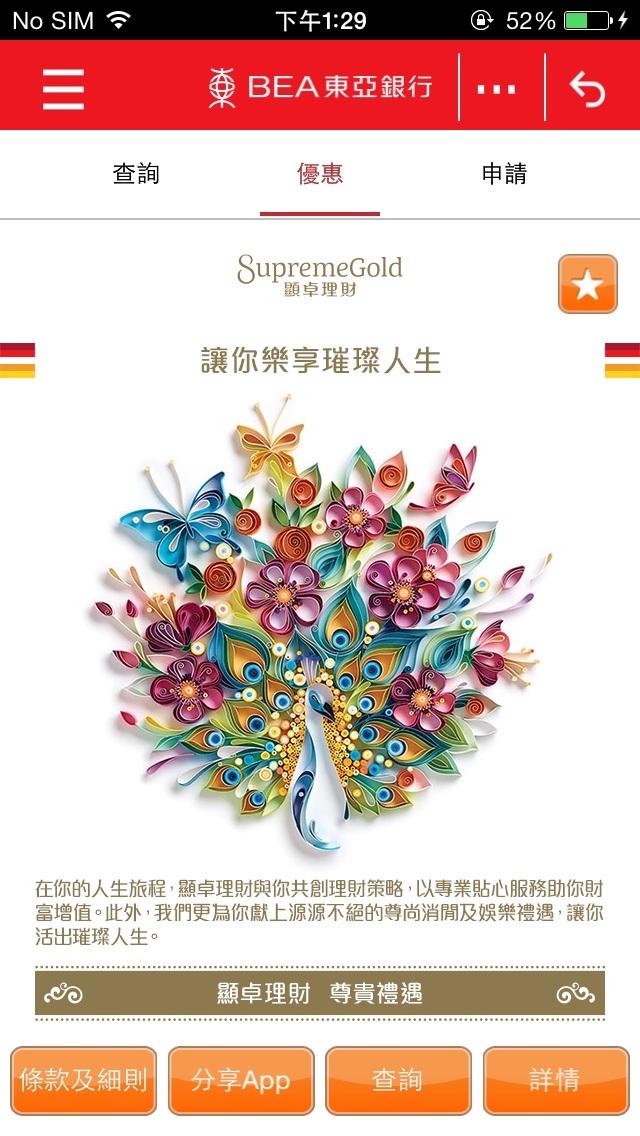 No SIM 下午1:29 52%
BEA東亞銀行
查詢 優惠 申請
SupremeGold
顯卓理財
讓你樂享璀璨人生
在你的人生旅程，顯卓理財與你共創理財策略，以專業貼心服務助你財
富增值。此外，我們更為你獻上源源不絕的尊尚消閒及娛樂禮遇，讓你
活出璀璨人生。
顯卓理財 尊貴禮遇
條款及細則 分享App 查詢 詳情